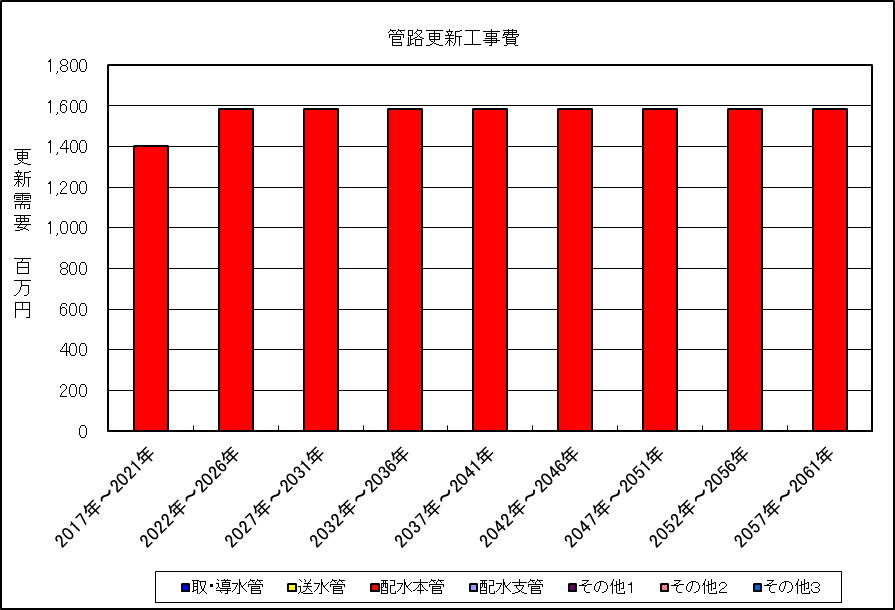 管路更新工事費
更新需要　百万円
1,800
1,600
1,400
1,200
1,000
800
600
400
200
0
2017年～2021年
2022年～2026年
2027年～2031年
2032年～2036年
2037年～2041年
2042年～2046年
2047年～2051年
2052年～2056年
2057年～2061年
取・導水管 送水管 配水本管 配水支管 その他１ その他２ その他３